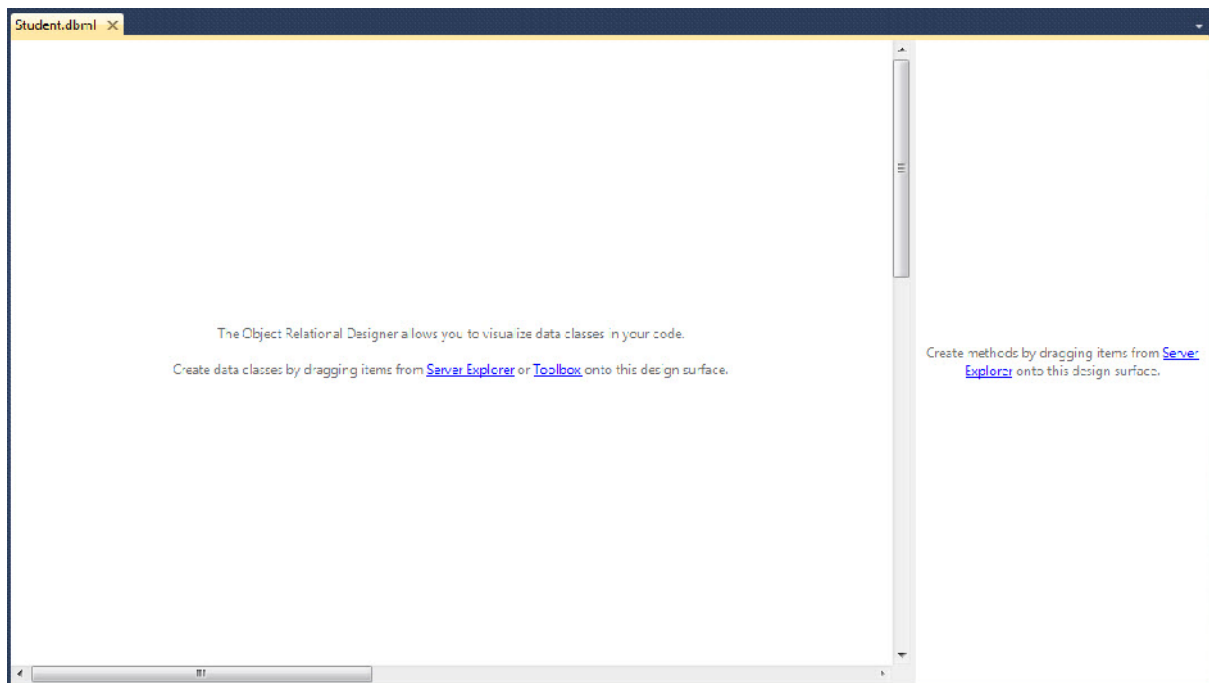 Student.dbml
The Object Relational Designer allows you to visualize data classes in your code.
Create data classes by dragging items from Server Explorer or Toolbox onto this design surface.
Create methods by dragging items from Server
Explorer onto this design surface.